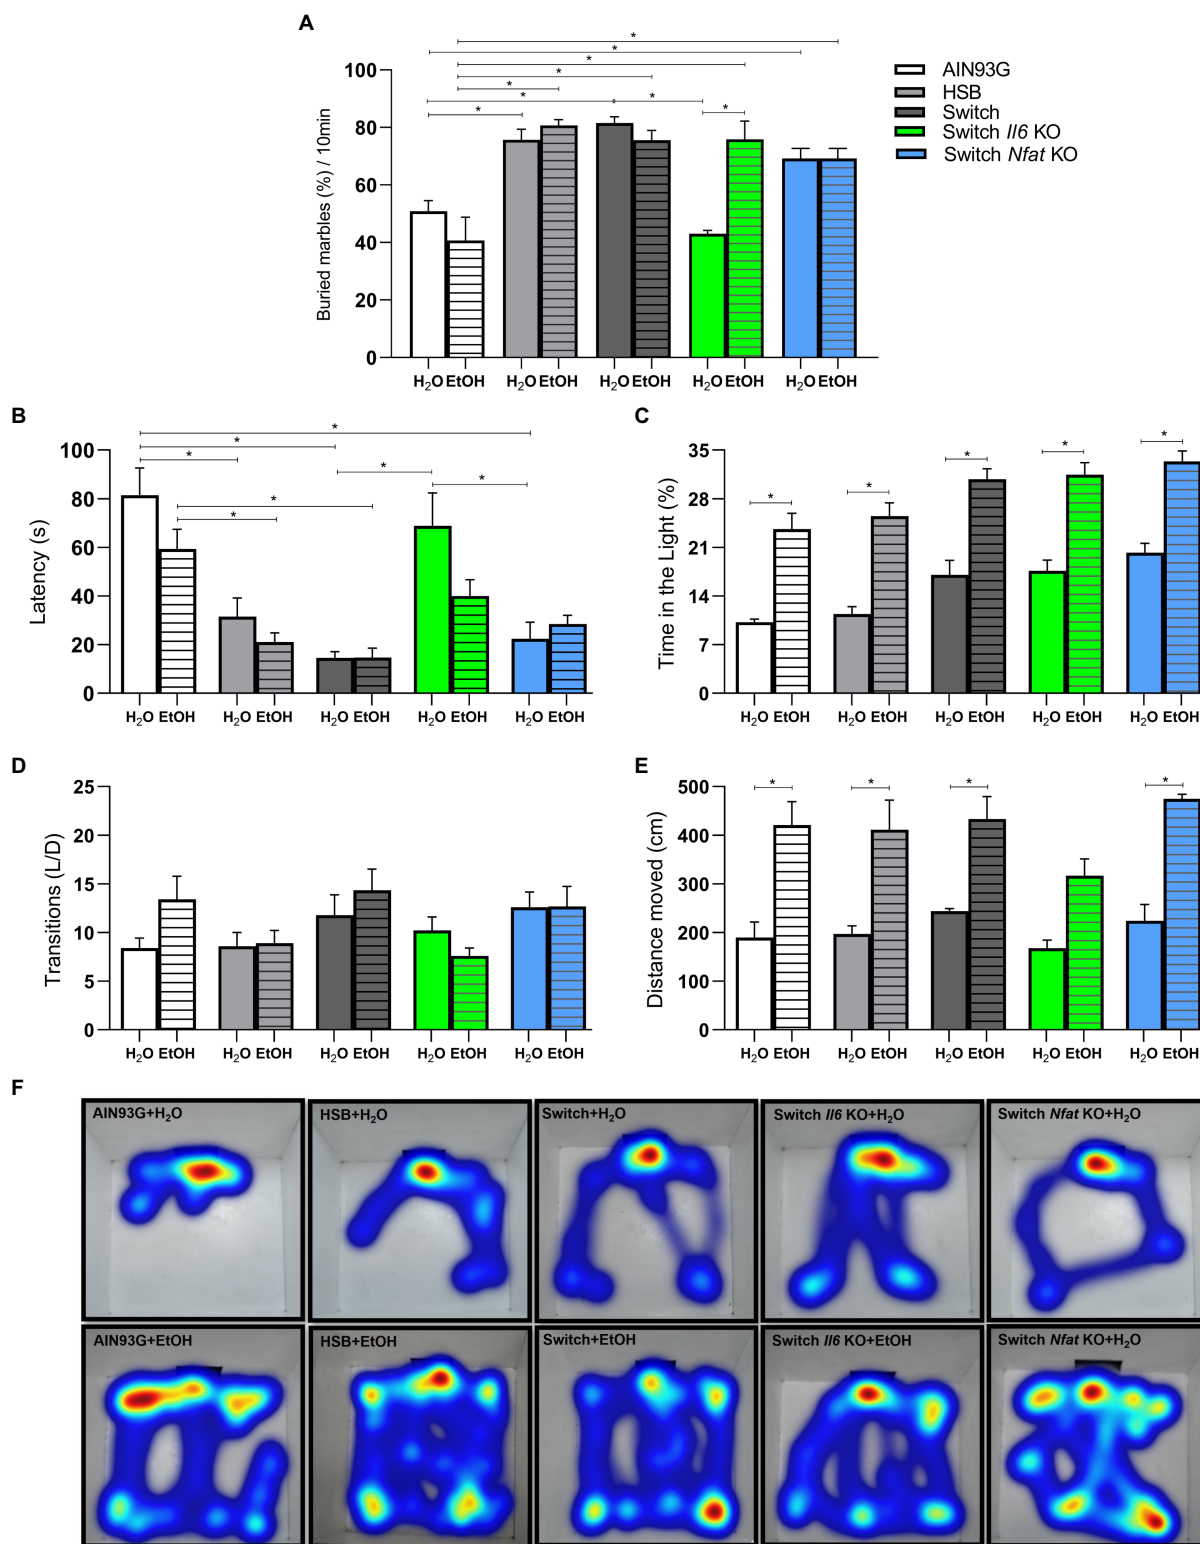 A
* * * * * * * * * *
Buried marbles (%) / 10min
100
80
60
40
20
0
H₂O EtOH H₂O EtOH H₂O EtOH H₂O EtOH H₂O EtOH
AIN93G
HSB
Switch
Switch Il6 KO
Switch Nfat KO
B
* * * * * * *
Latency (s)
100
80
60
40
20
0
H₂O EtOH H₂O EtOH H₂O EtOH H₂O EtOH H₂O EtOH
C
* * * * *
Time in the Light (%)
35
28
21
14
7
0
H₂O EtOH H₂O EtOH H₂O EtOH H₂O EtOH H₂O EtOH
D
Transitions (L/D)
25
20
15
10
5
0
H₂O EtOH H₂O EtOH H₂O EtOH H₂O EtOH H₂O EtOH
E
* * * *
Distance moved (cm)
500
400
300
200
100
0
H₂O EtOH H₂O EtOH H₂O EtOH H₂O EtOH H₂O EtOH
F
AIN93G+H₂O
HSB+H₂O
Switch+H₂O
Switch Il6 KO+H₂O
Switch Nfat KO+H₂O
AIN93G+EtOH
HSB+EtOH
Switch+EtOH
Switch Il6 KO+EtOH
Switch Nfat KO+H₂O